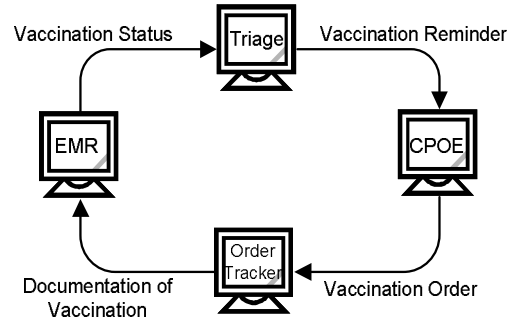 Vaccination Status
Triage
Vaccination Reminder
EMR
CPOE
Order
Tracker
Documentation of
Vaccination
Vaccination Order